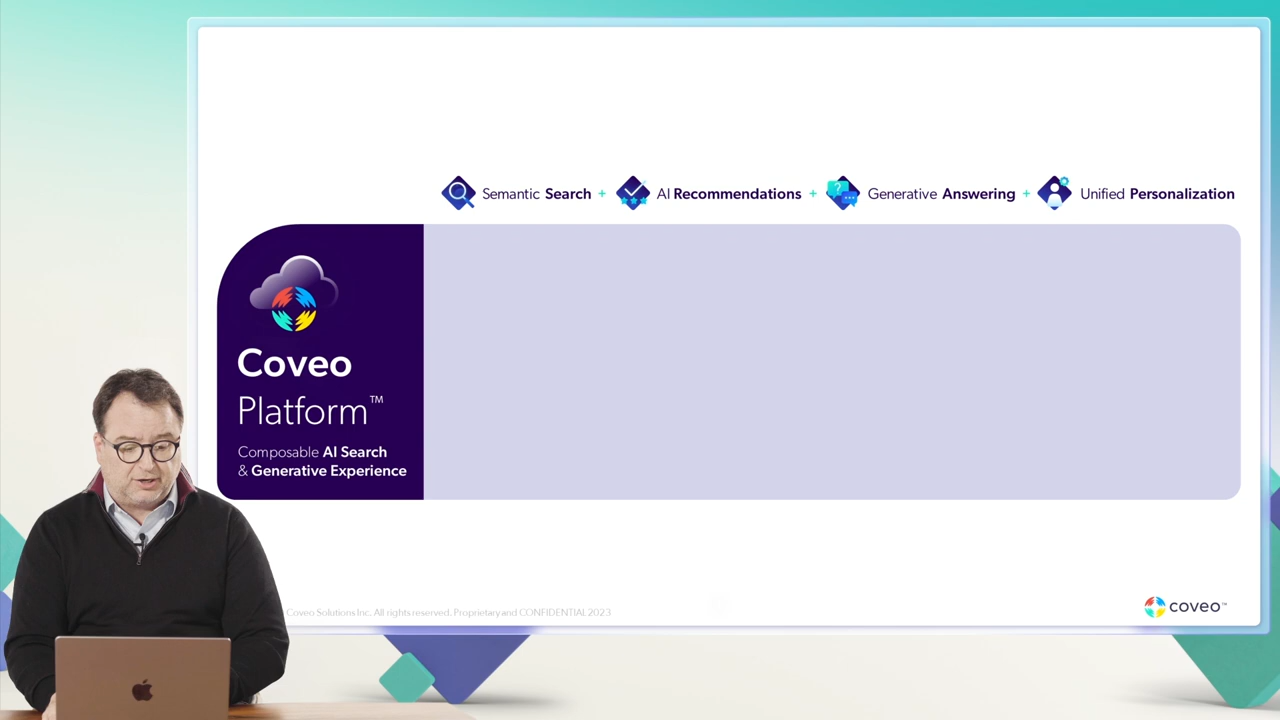 Semantic Search + AI Recommendations + Generative Answering + Unified Personalization
Coveo
Platform™
Composable AI Search
& Generative Experience
Coveo Solutions Inc. All rights reserved. Proprietary and CONFIDENTIAL 2023
coveo™